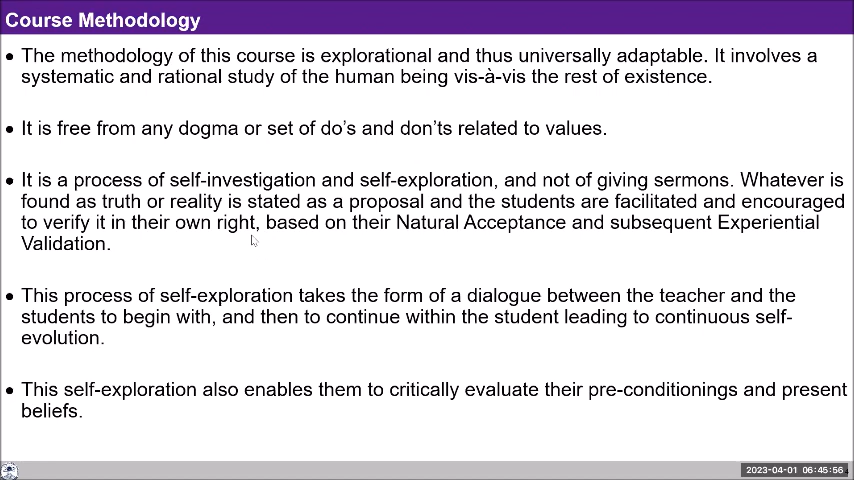 Course Methodology
• The methodology of this course is explorational and thus universally adaptable. It involves a
systematic and rational study of the human being vis-à-vis the rest of existence.
• It is free from any dogma or set of do's and don'ts related to values.
• It is a process of self-investigation and self-exploration, and not of giving sermons. Whatever is
found as truth or reality is stated as a proposal and the students are facilitated and encouraged
to verify it in their own right, based on their Natural Acceptance and subsequent Experiential
Validation.
• This process of self-exploration takes the form of a dialogue between the teacher and the
students to begin with, and then to continue within the student leading to continuous self-
evolution.
• This self-exploration also enables them to critically evaluate their pre-conditionings and present
beliefs.
2023-04-01 06:45:56